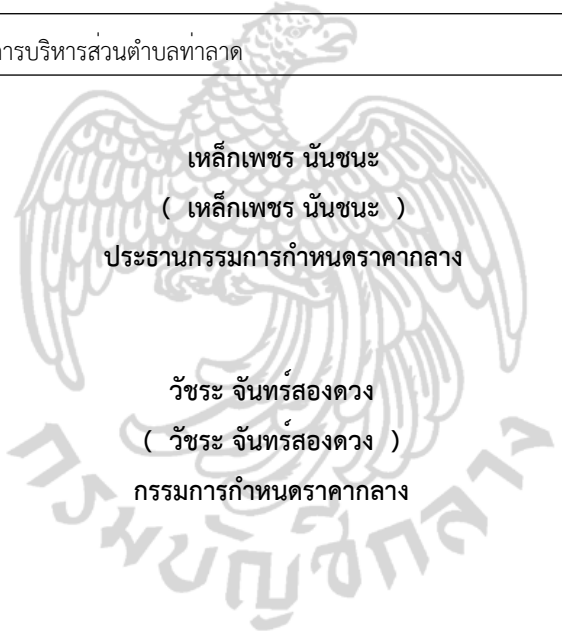 การบริหารส่วนตำบลท่าลาด
เหล็กเพชร นันชนะ
( เหล็กเพชร นันชนะ )
ประธานกรรมการกำหนดราคากลาง
วัชระ จันทร์สองดวง
( วัชระ จันทร์สองดวง )
กรรมการกำหนดราคากลาง
กรมบัญชีกลาง